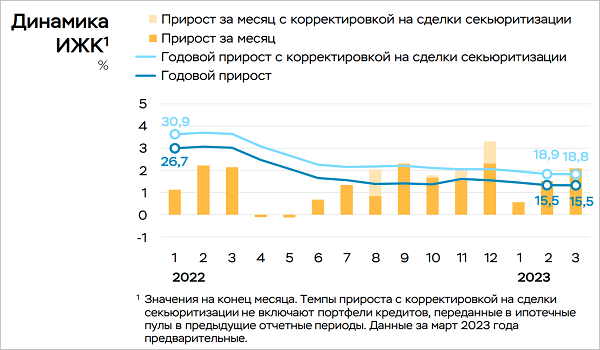 Динамика
ИЖК¹
%
Прирост за месяц с корректировкой на сделки секьюритизации
Прирост за месяц
Годовой прирост с корректировкой на сделки секьюритизации
Годовой прирост
5
4
3
2
1
0
-1
30,9
26,7
18,9
18,8
15,5
15,5
1 2 3 4 5 6 7 8 9 10 11 12 1 2 3
2022 2023
¹ Значения на конец месяца. Темпы прироста с корректировкой на сделки
секьюритизации не включают портфели кредитов, переданные в ипотечные
пулы в предыдущие отчетные периоды. Данные за март 2023 года
предварительные.